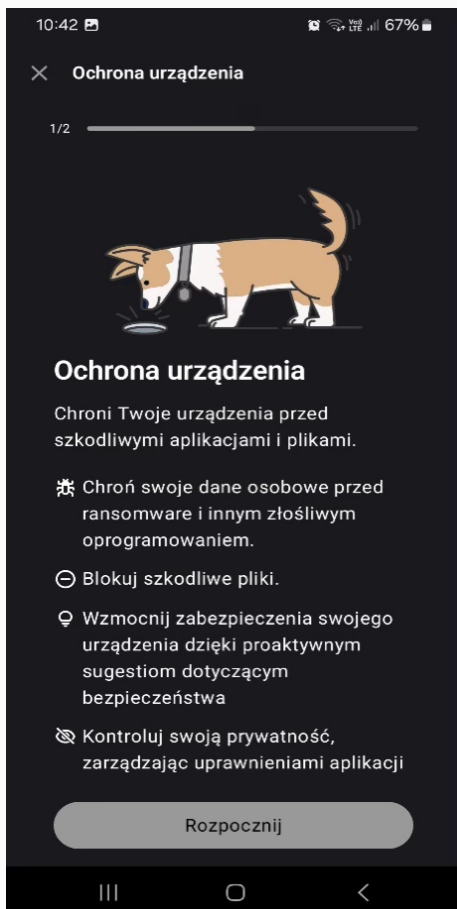 10:42 67%
Ochrona urządzenia
1/2
Ochrona urządzenia
Chroni Twoje urządzenia przed
szkodliwymi aplikacjami i plikami.
Chroń swoje dane osobowe przed
ransomware i innym złośliwym
oprogramowaniem.
Blokuj szkodliwe pliki.
Wzmocnij zabezpieczenia swojego
urządzenia dzięki proaktywnym
sugestiom dotyczącym
bezpieczeństwa
Kontroluj swoją prywatność,
zarządzając uprawnieniami aplikacji
Rozpocznij